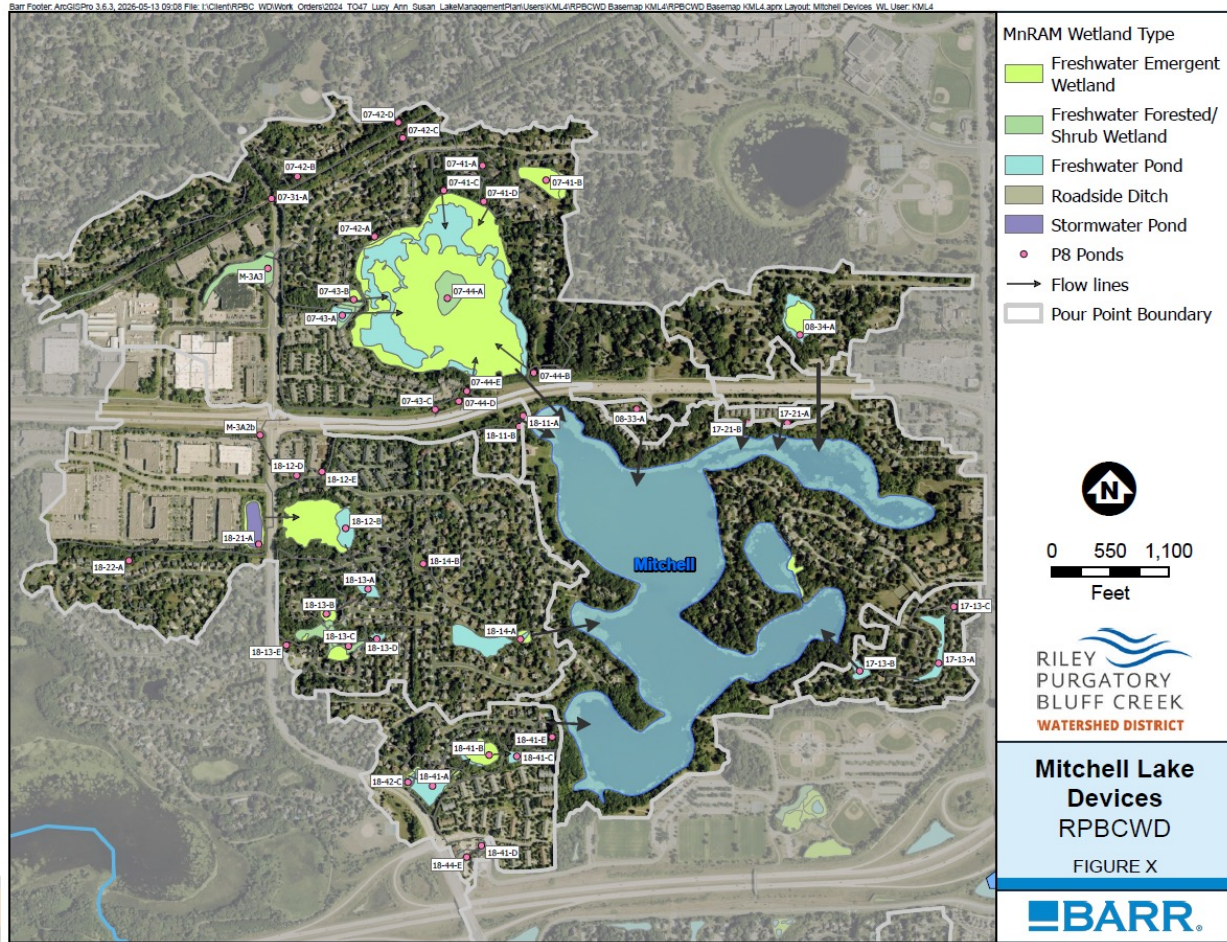 Barr Footer: ArcGISPro 3.6.3, 2026-05-13 09:08 File: I:\Client\RPBC_WD\Work_Orders\2024_TO47_Lucy_Ann_Susan_LakeManagementPlan\Users\KML4\RPBCWD Basemap KML4\RPBCWD Basemap KML4.aprx Layout: Mitchell Devices_WL User: KML4
07-42-D
07-42-C
07-42-B
07-41-A
07-41-B
07-41-C
07-31-A
07-41-D
07-42-A
M-3A3
07-43-B
07-44-A
07-43-A
08-34-A
07-44-B
07-44-E
07-44-D
07-43-C
08-33-A
17-21-A
18-11-A
17-21-B
M-3A2b
18-11-B
18-12-D
18-12-E
18-12-B
18-21-A
18-22-A
18-14-B
Mitchell
18-13-A
18-13-B
17-13-C
18-14-A
18-13-C
18-13-E
18-13-D
17-13-B
17-13-A
18-41-E
18-41-B
18-41-C
18-42-C
18-41-A
18-41-D
18-44-E
MnRAM Wetland Type
Freshwater Emergent
Wetland
Freshwater Forested/
Shrub Wetland
Freshwater Pond
Roadside Ditch
Stormwater Pond
P8 Ponds
Flow lines
Pour Point Boundary
N
0 550 1,100
Feet
RILEY
PURGATORY
BLUFF CREEK
WATERSHED DISTRICT
Mitchell Lake
Devices
RPBCWD
FIGURE X
BARR®